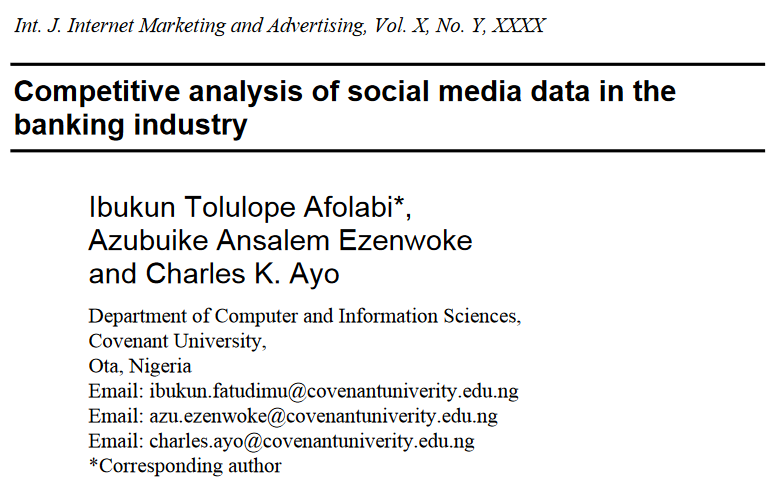 Int. J. Internet Marketing and Advertising, Vol. X, No. Y, XXXX
Competitive analysis of social media data in the
banking industry
Ibukun Tolulope Afolabi*,
Azubuike Ansalem Ezenwoke
and Charles K. Ayo
Department of Computer and Information Sciences,
Covenant University,
Ota, Nigeria
Email: ibukun.fatudimu@covenantuniverity.edu.ng
Email: azu.ezenwoke@covenantuniverity.edu.ng
Email: charles.ayo@covenantuniverity.edu.ng
*Corresponding author